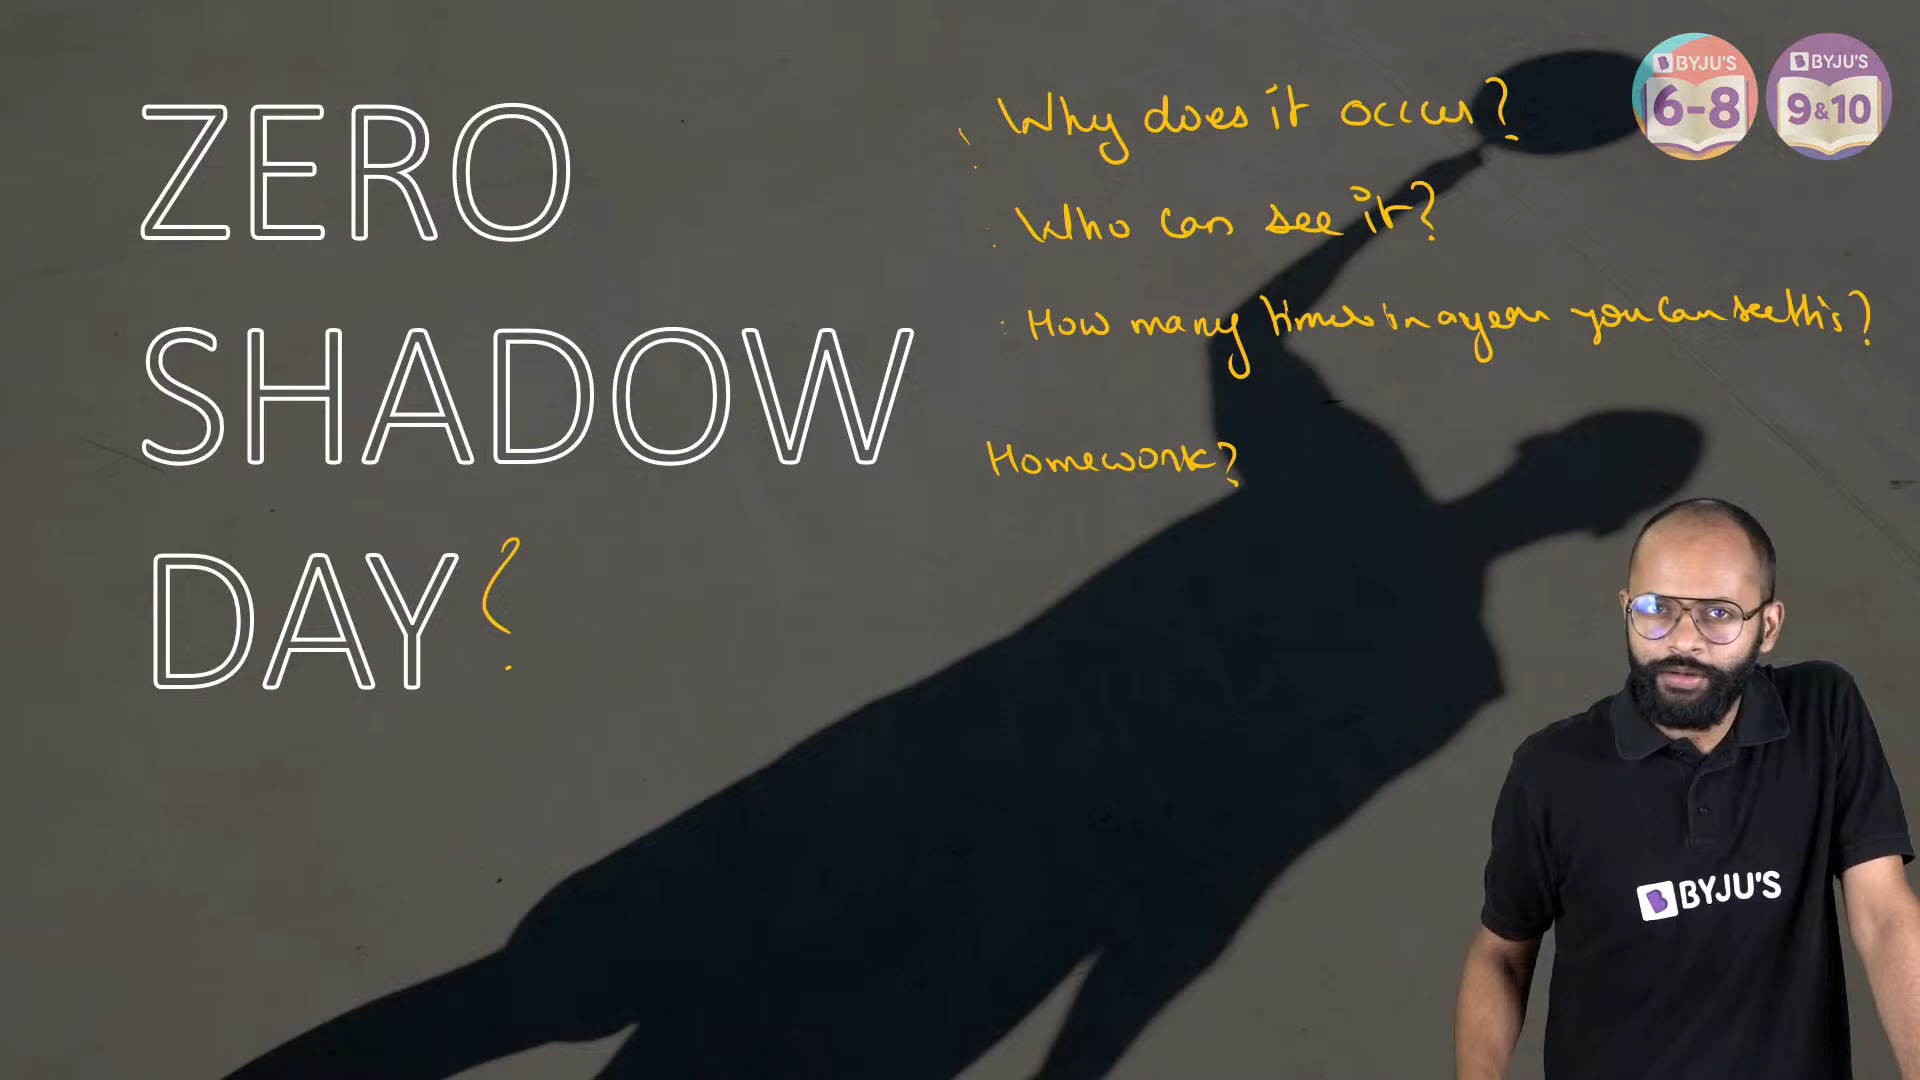 ZERO
SHADOW
DAY?
Why does it occur?
Who can see it?
How many times in a year you can see this?
Homework?
BYJU'S
6-8
BYJU'S
9&10
BYJU'S